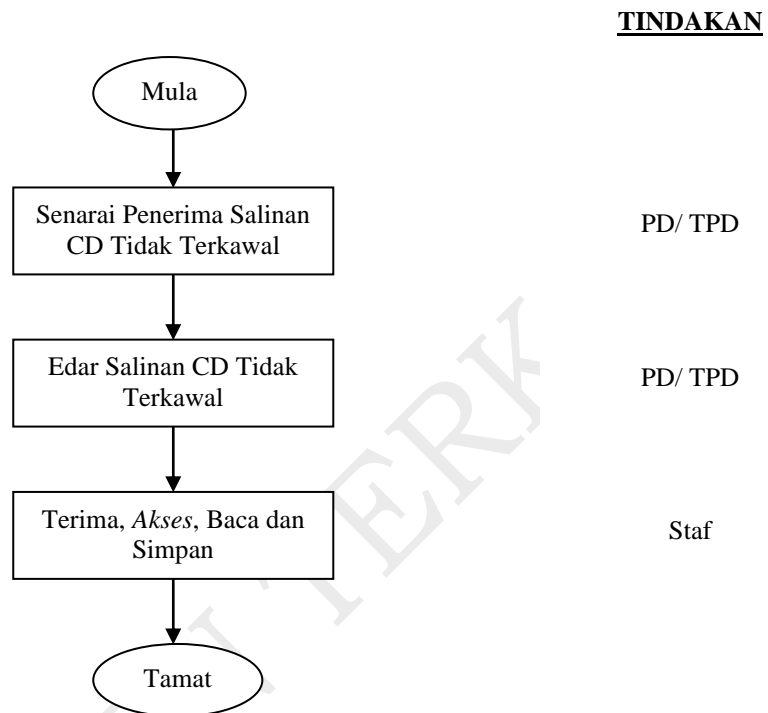 TINDAKAN
Mula
Senarai Penerima Salinan
CD Tidak Terkawal
PD/ TPD
Edar Salinan CD Tidak
Terkawal
PD/ TPD
Terima, Akses, Baca dan
Simpan
Staf
Tamat